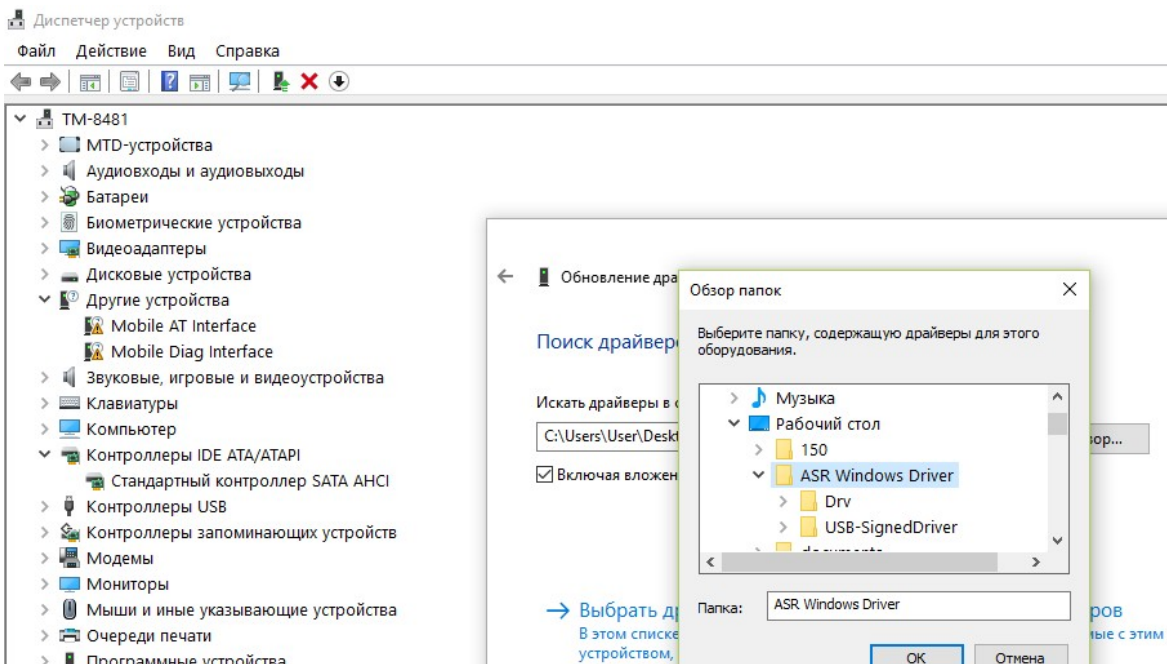 Диспетчер устройств
Файл Действие Вид Справка
TM-8481
MTD-устройства
Аудиовходы и аудиовыходы
Батареи
Биометрические устройства
Видеоадаптеры
Дисковые устройства
Другие устройства
Mobile AT Interface
Mobile Diag Interface
Звуковые, игровые и видеоустройства
Клавиатуры
Компьютер
Контроллеры IDE ATA/ATAPI
Стандартный контроллер SATA AHCI
Контроллеры USB
Контроллеры запоминающих устройств
Модемы
Мониторы
Мыши и иные указывающие устройства
Очереди печати
Программные устройства
Обновление дра
Поиск драйвер
Искать драйверы в
C:\Users\User\Deskt
зор...
Включая вложен
Выбрать д
ров
В этом списке
ые с этим
устройством,
Обзор папок
Выберите папку, содержащую драйверы для этого
оборудования.
Музыка
Рабочий стол
150
ASR Windows Driver
Drv
USB-SignedDriver
Папка: ASR Windows Driver
OK Отмена